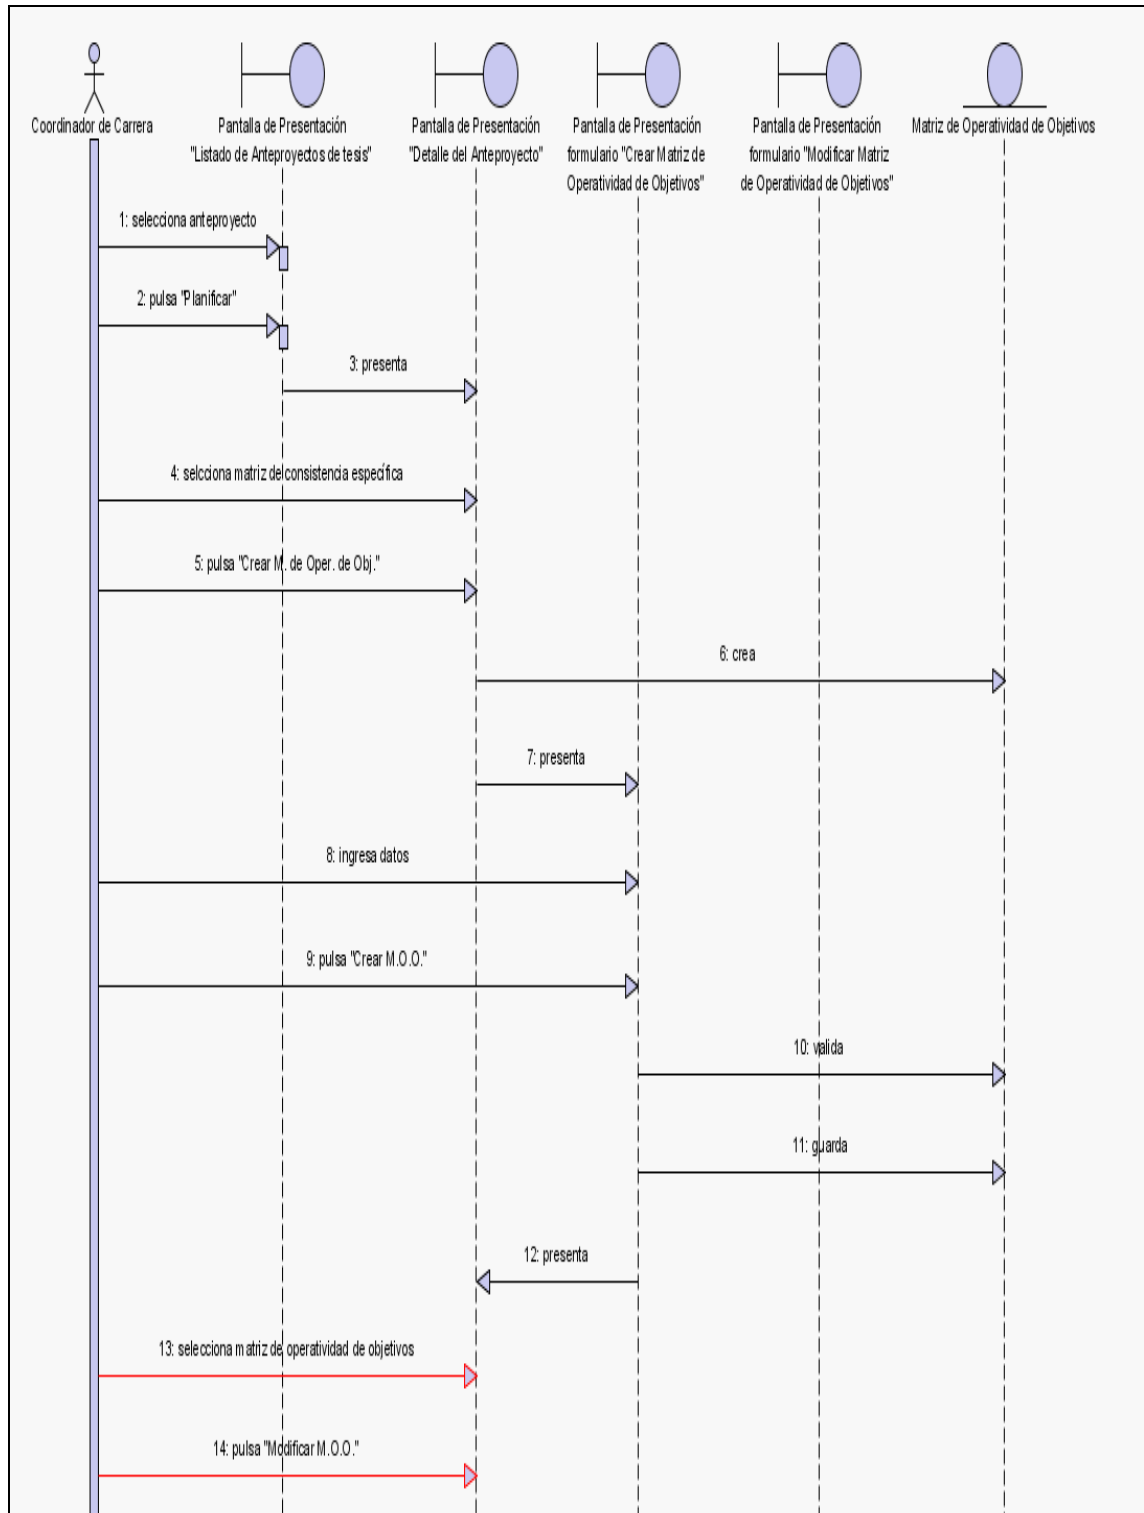 Coordinador de Carrera
Pantalla de Presentación
"Listado de Anteproyectos de tesis"
Pantalla de Presentación
"Detalle del Anteproyecto"
Pantalla de Presentación
formulario "Crear Matriz de
Operatividad de Objetivos"
Pantalla de Presentación
formulario "Modificar Matriz
de Operatividad de Objetivos"
Matriz de Operatividad de Objetivos
1: selecciona anteproyecto
2: pulsa "Planificar"
3: presenta
4: selcciona matriz de consistencia específica
5: pulsa "Crear M. de Oper. de Obj."
6: crea
7: presenta
8: ingresa datos
9: pulsa "Crear M.O.O."
10: valida
11: guarda
12: presenta
13: selecciona matriz de operatividad de objetivos
14: pulsa "Modificar M.O.O."